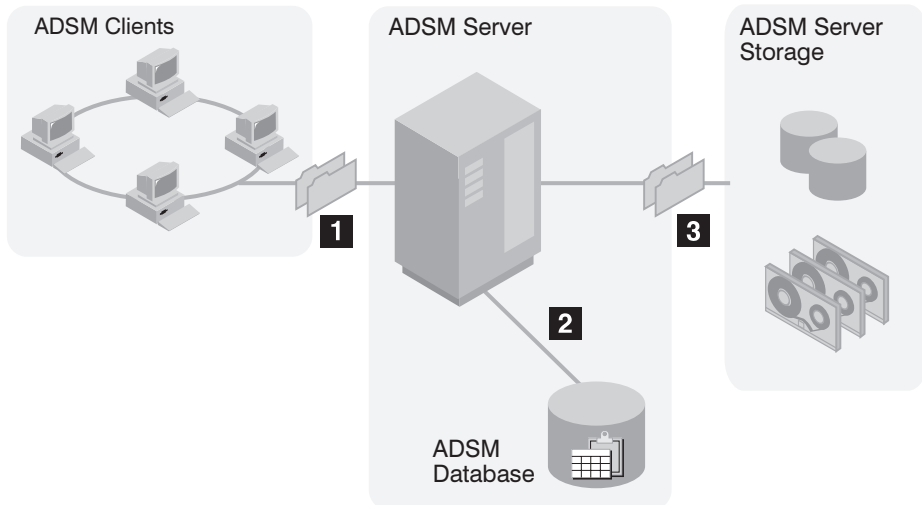 ADSM Clients
ADSM Server
ADSM Server
Storage
1
3
2
ADSM
Database